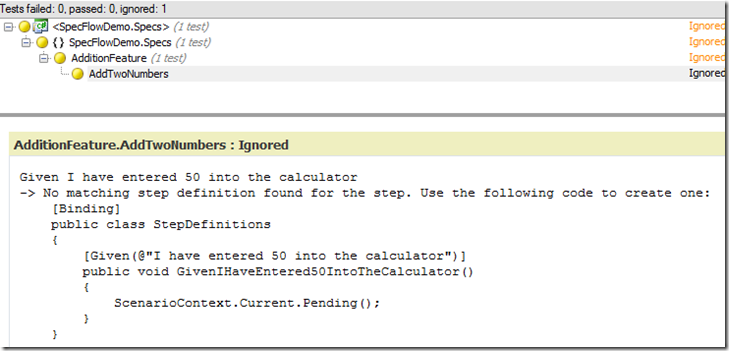 Tests failed: 0, passed: 0, ignored: 1
<SpecFlowDemo.Specs> (1 test) Ignored
{} SpecFlowDemo.Specs (1 test) Ignored
AdditionFeature (1 test) Ignored
AddTwoNumbers Ignored
AdditionFeature.AddTwoNumbers : Ignored
Given I have entered 50 into the calculator
-> No matching step definition found for the step. Use the following code to create one:
[Binding]
public class StepDefinitions
{
[Given(@"I have entered 50 into the calculator")]
public void GivenIHaveEntered50IntoTheCalculator()
{
ScenarioContext.Current.Pending();
}
}